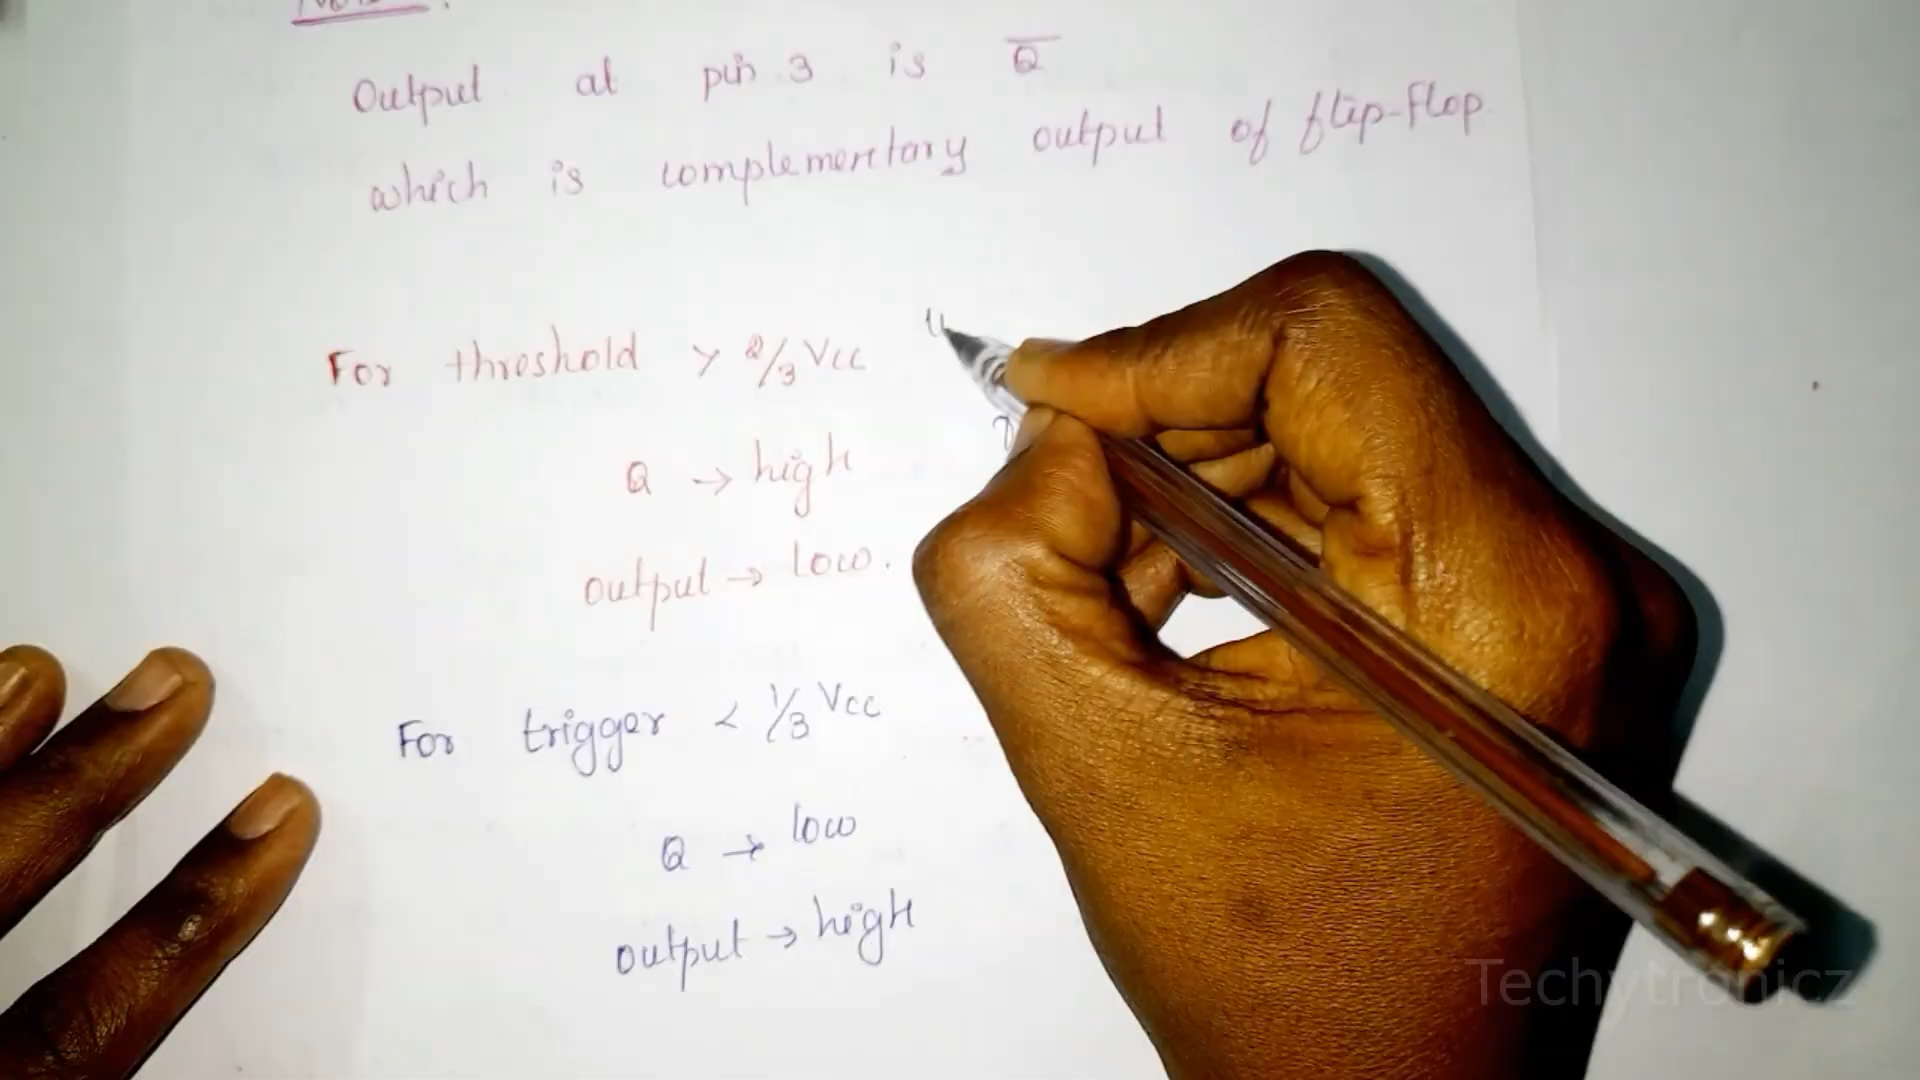 Output at pin 3 is Q̅
which is complementary output of flip-flop
For threshold > 2/3 Vcc
Q → high
output → low.
For trigger < 1/3 Vcc
Q → low
output → high
Techytronicz